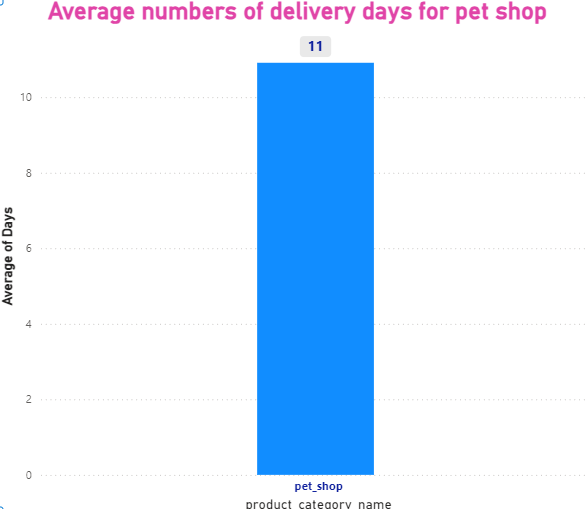 Average numbers of delivery days for pet shop
11
10
8
6
4
2
0
Average of Days
pet_shop
product_category_name